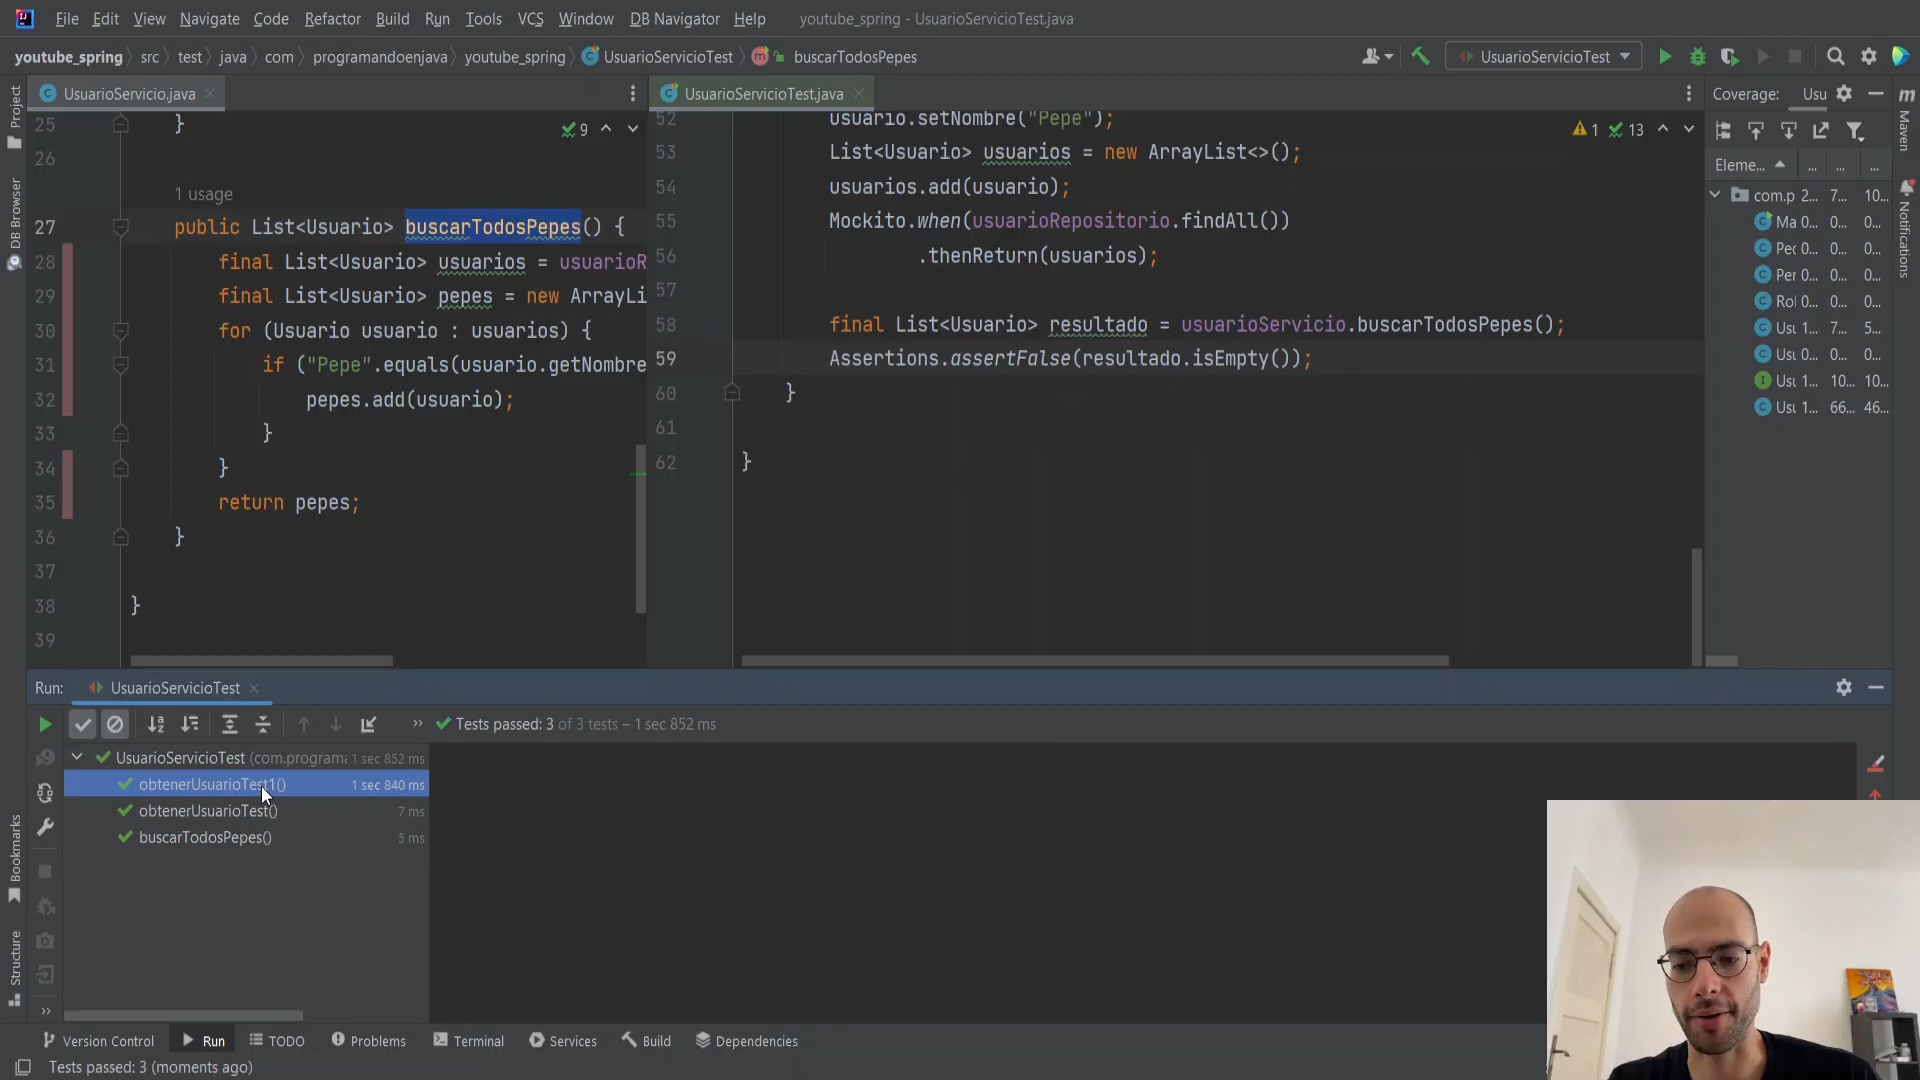 File Edit View Navigate Code Refactor Build Run Tools VCS Window DB Navigator Help youtube_spring - UsuarioServicioTest.java
youtube_spring src test java com programandoenjava youtube_spring UsuarioServicioTest buscarTodosPepes UsuarioServicioTest
UsuarioServicio.java
UsuarioServicioTest.java
Coverage: Usu
Project
DB Browser
Bookmarks
Structure
Maven
Notifications
25 }
9
26
1 usage
27 public List<Usuario> buscarTodosPepes() {
28 final List<Usuario> usuarios = usuarioR
29 final List<Usuario> pepes = new ArrayLi
30 for (Usuario usuario : usuarios) {
31 if ("Pepe".equals(usuario.getNombre
32 pepes.add(usuario);
33 }
34 }
35 return pepes;
36 }
37
38 }
39
52 usuario.setNombre("Pepe");
1 13
53 List<Usuario> usuarios = new ArrayList<>();
54 usuarios.add(usuario);
55 Mockito.when(usuarioRepositorio.findAll())
56 .thenReturn(usuarios);
57
58 final List<Usuario> resultado = usuarioServicio.buscarTodosPepes();
59 Assertions.assertFalse(resultado.isEmpty());
60 }
61
62 }
Eleme... ... ... ...
com.p 2... 7... 10...
Ma 0... 0... 0...
Pec 0... 0... 0...
Per 0... 0... 0...
Rol 0... 0... 0...
Usu 1... 7... 5...
Usu 0... 0... 0...
Usu 1... 10... 10...
Usu 1... 66... 46...
Run: UsuarioServicioTest
Tests passed: 3 of 3 tests – 1 sec 852 ms
UsuarioServicioTest (com.programa 1 sec 852 ms
obtenerUsuarioTest1() 1 sec 840 ms
obtenerUsuarioTest() 7 ms
buscarTodosPepes() 5 ms
Version Control Run TODO Problems Terminal Services Build Dependencies
Tests passed: 3 (moments ago)